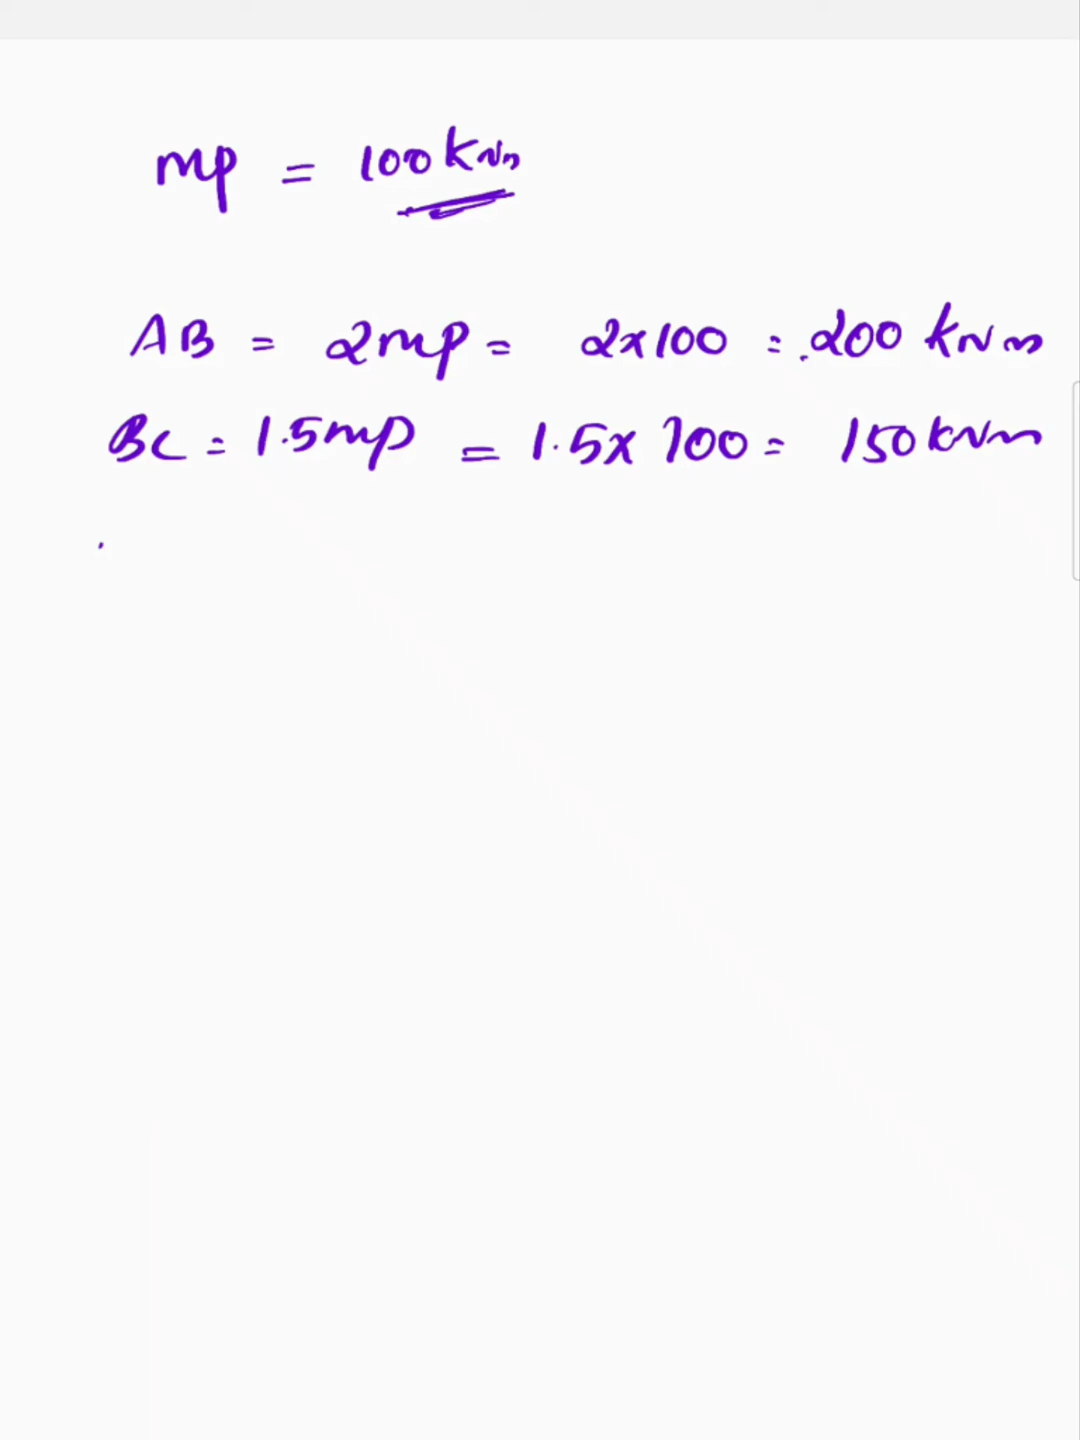 mp = 100 kNm
AB = 2mp = 2x100 = 200 kNm
BC = 1.5mp = 1.5x 100 = 150 kNm